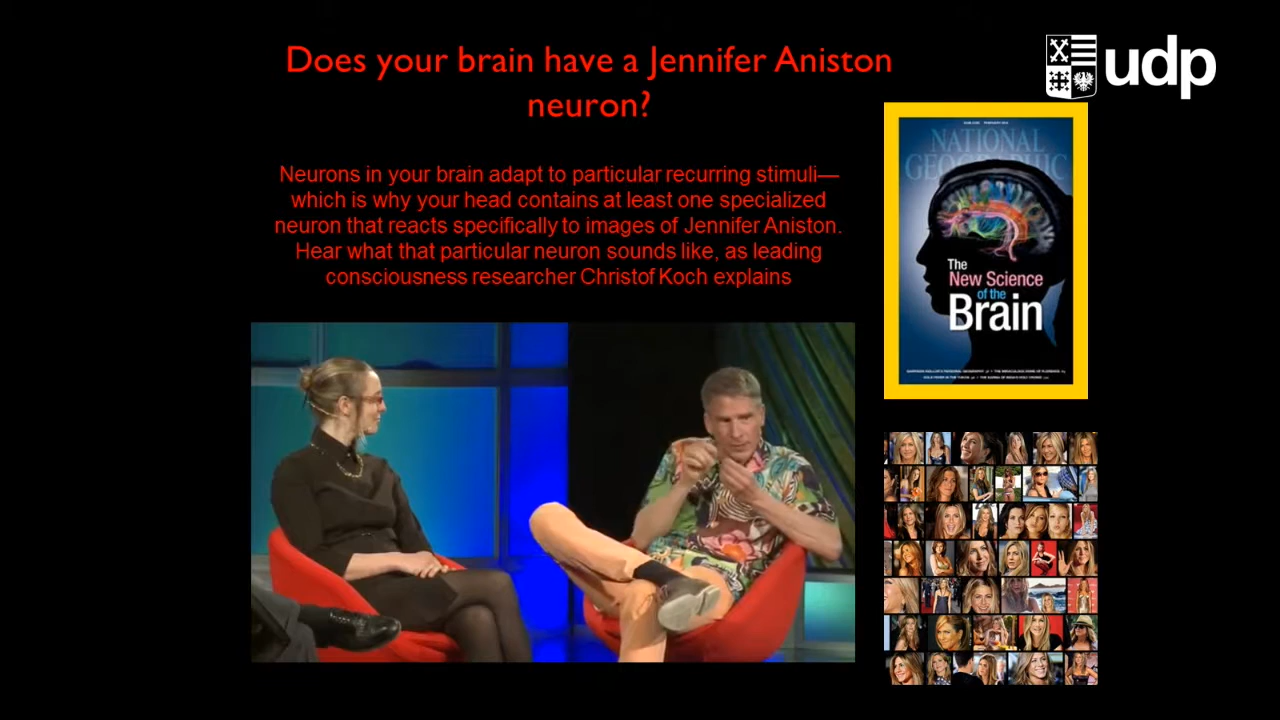 Does your brain have a Jennifer Aniston
neuron?
udp
Neurons in your brain adapt to particular recurring stimuli—
which is why your head contains at least one specialized
neuron that reacts specifically to images of Jennifer Aniston.
Hear what that particular neuron sounds like, as leading
consciousness researcher Christof Koch explains
NATIONAL
GEOGRAPHIC
The
New Science
of the
Brain